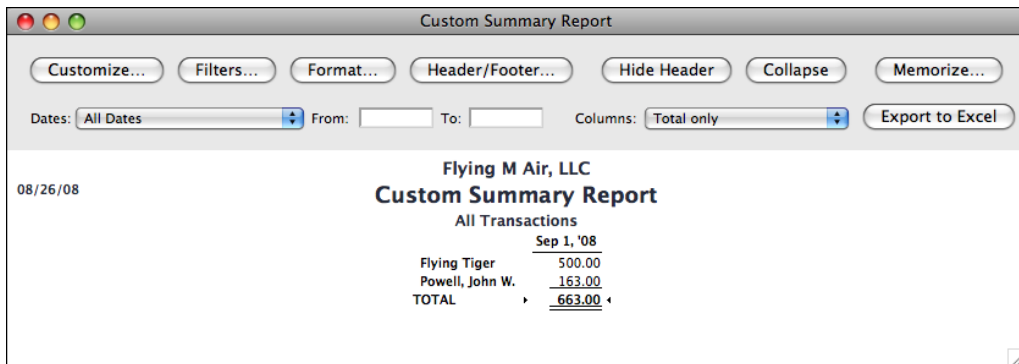 Custom Summary Report
Customize... Filters... Format... Header/Footer... Hide Header Collapse Memorize...
Dates: All Dates From: To: Columns: Total only Export to Excel
Flying M Air, LLC
08/26/08
Custom Summary Report
All Transactions
Sep 1, '08
Flying Tiger 500.00
Powell, John W. 163.00
TOTAL 663.00